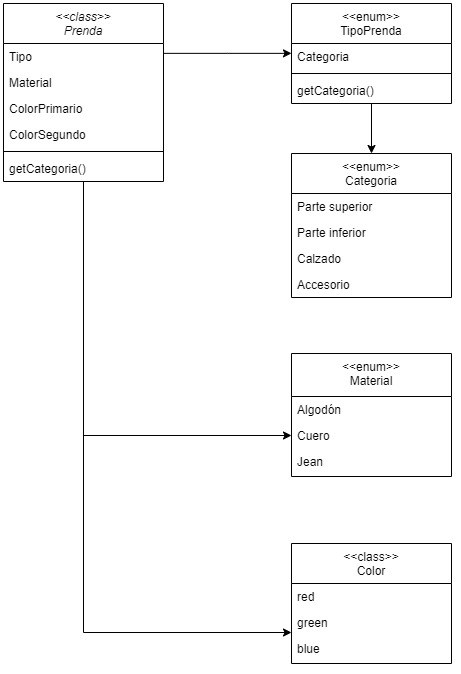 <<class>>
Prenda
Tipo
Material
ColorPrimario
ColorSegundo
getCategoria()
<<enum>>
TipoPrenda
Categoria
getCategoria()
<<enum>>
Categoria
Parte superior
Parte inferior
Calzado
Accesorio
<<enum>>
Material
Algodón
Cuero
Jean
<<class>>
Color
red
green
blue